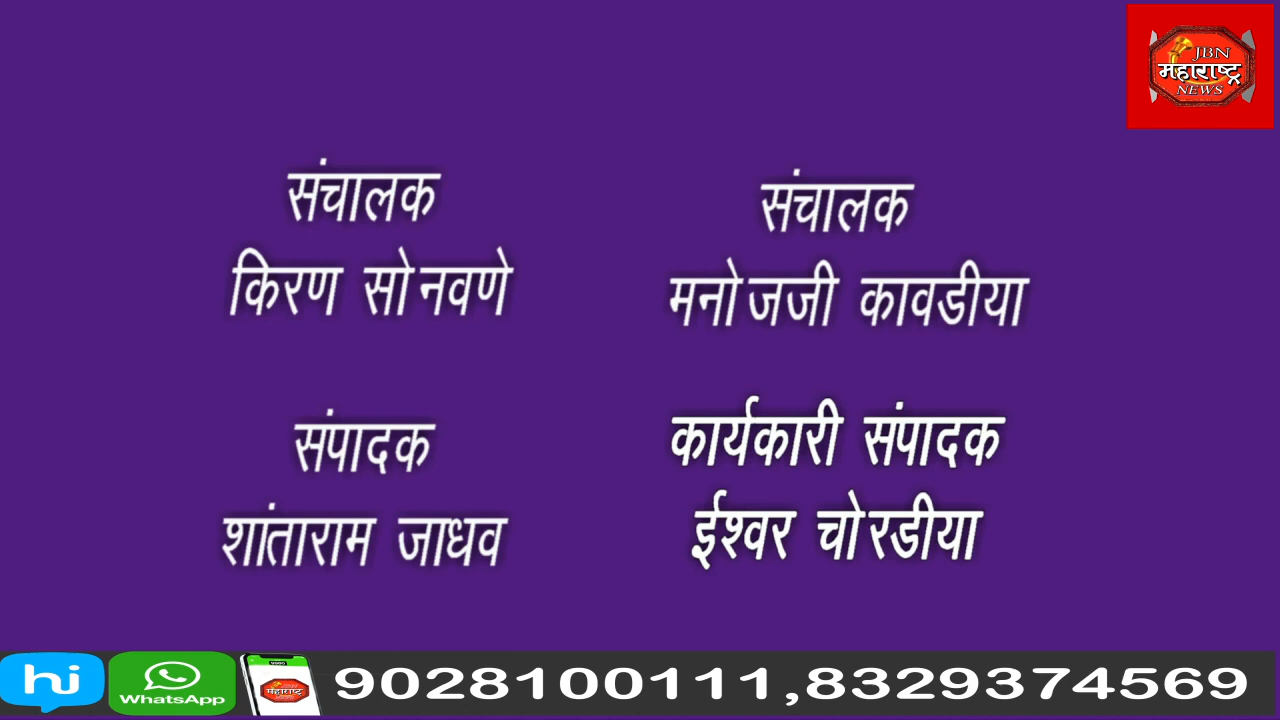 JBN
महाराष्ट्र
NEWS
संचालक
किरण सोनवणे
संचालक
मनोजजी कावडीया
संपादक
शांताराम जाधव
कार्यकारी संपादक
ईश्वर चोरडीया
hi
WhatsApp
महाराष्ट्र
9028100111,8329374569